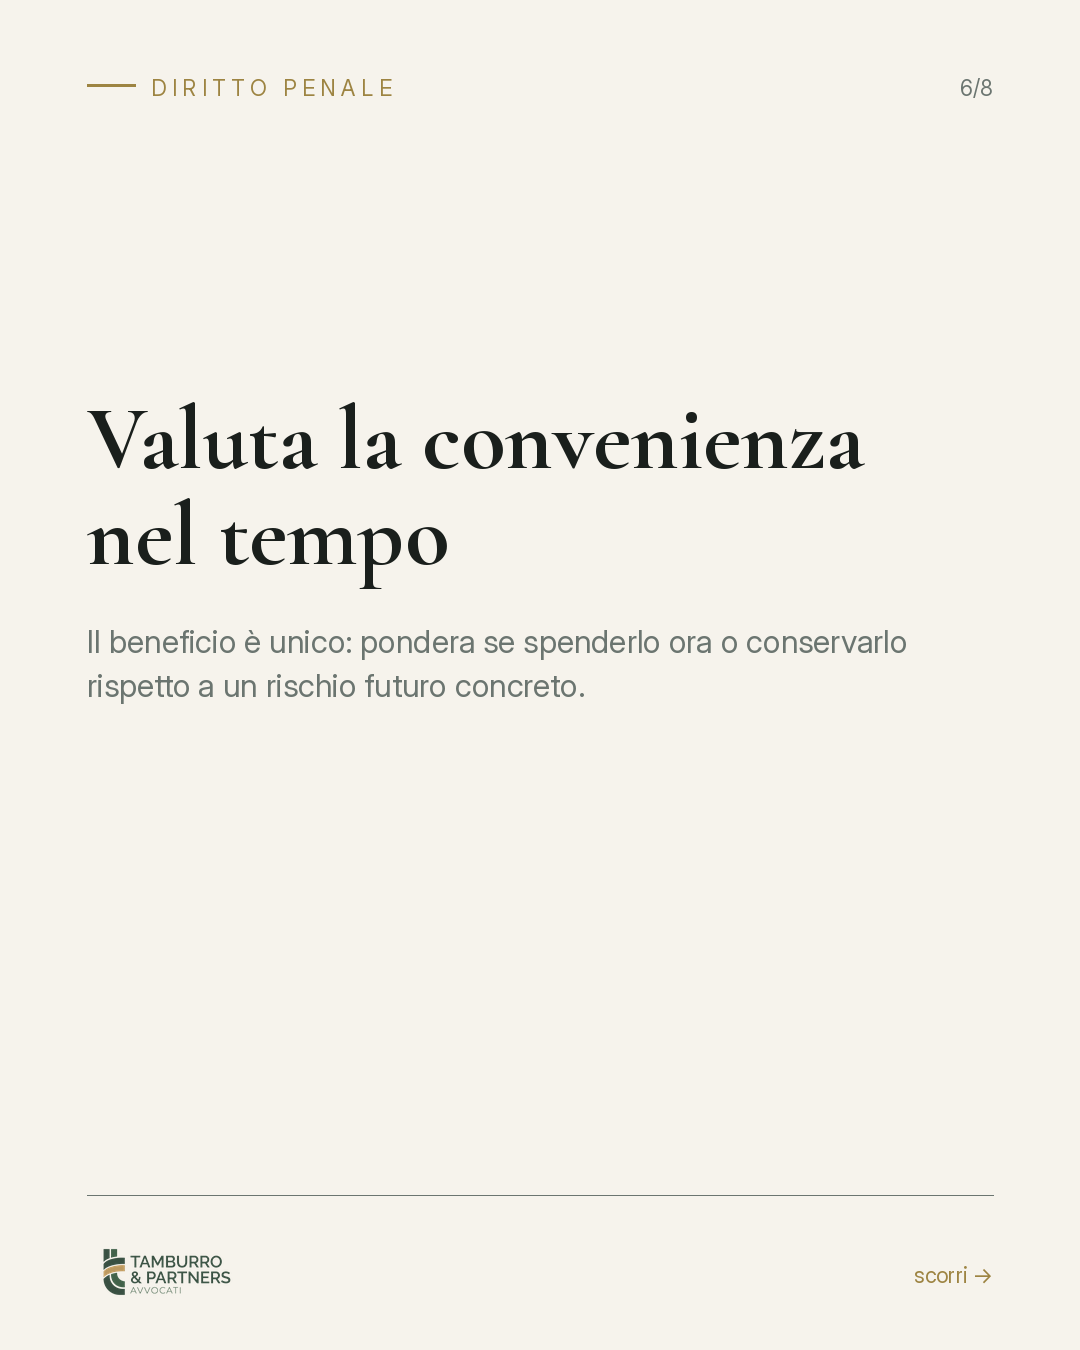 DIRITTO PENALE
6/8
Valuta la convenienza
nel tempo
Il beneficio è unico: pondera se spenderlo ora o conservarlo
rispetto a un rischio futuro concreto.
TAMBURRO
& PARTNERS
AVVOCATI
scorri →